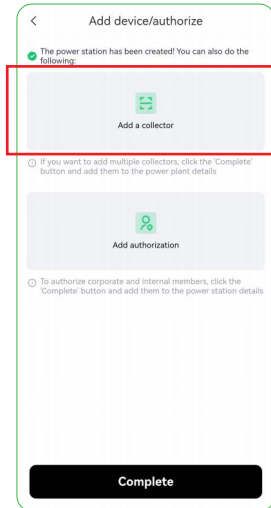 Add device/authorize
The power station has been created! You can also do the
following:
Add a collector
If you want to add multiple collectors, click the 'Complete'
button and add them to the power plant details
Add authorization
To authorize corporate and internal members, click the
'Complete' button and add them to the power station details
Complete